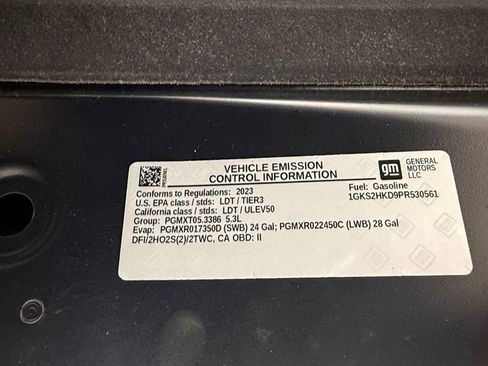 VEHICLE EMISSION
CONTROL INFORMATION
gm
GENERAL
MOTORS
LLC
Conforms to Regulations: 2023
Fuel: Gasoline
U.S. EPA class / stds: LDT / TIER3
1GKS2HKD9PR530561
California class / stds: LDT / ULEV50
Group: PGMXT05.3386 5.3L
Evap: PGMXR017350D (SWB) 24 Gal; PGMXR022450C (LWB) 28 Gal
DFI/2HO2S(2)/2TWC, CA OBD: II